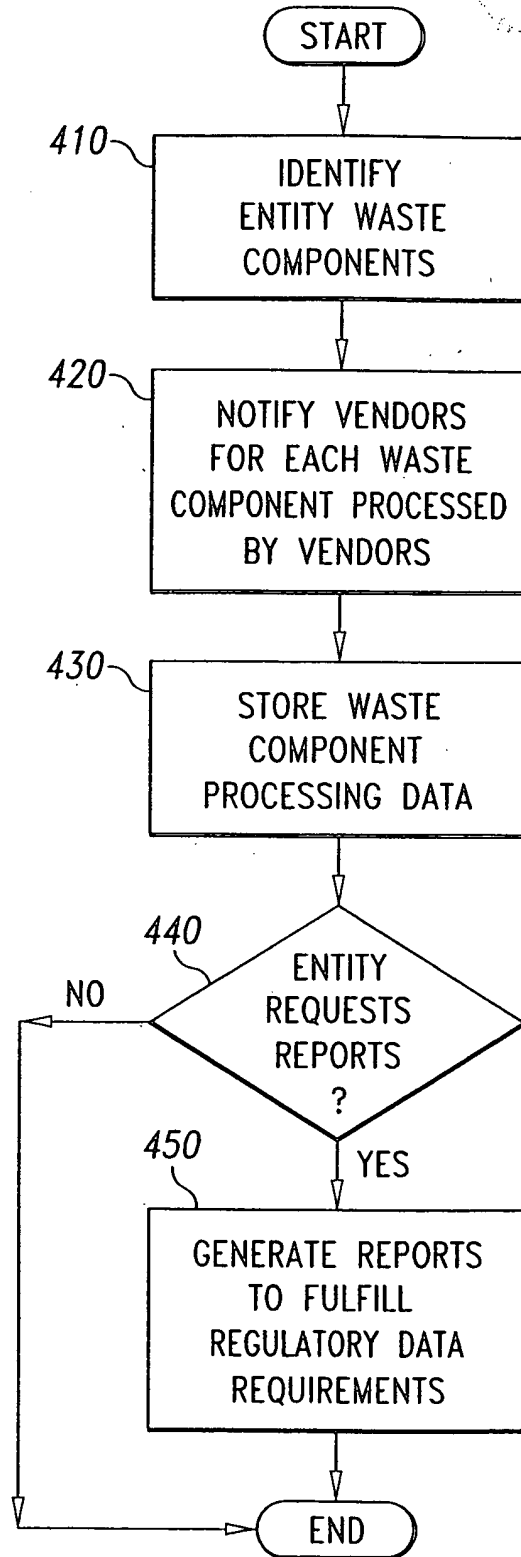 START
410
IDENTIFY
ENTITY WASTE
COMPONENTS
420
NOTIFY VENDORS
FOR EACH WASTE
COMPONENT PROCESSED
BY VENDORS
430
STORE WASTE
COMPONENT
PROCESSING DATA
440
ENTITY
REQUESTS
REPORTS
?
NO
YES
450
GENERATE REPORTS
TO FULFILL
REGULATORY DATA
REQUIREMENTS
END